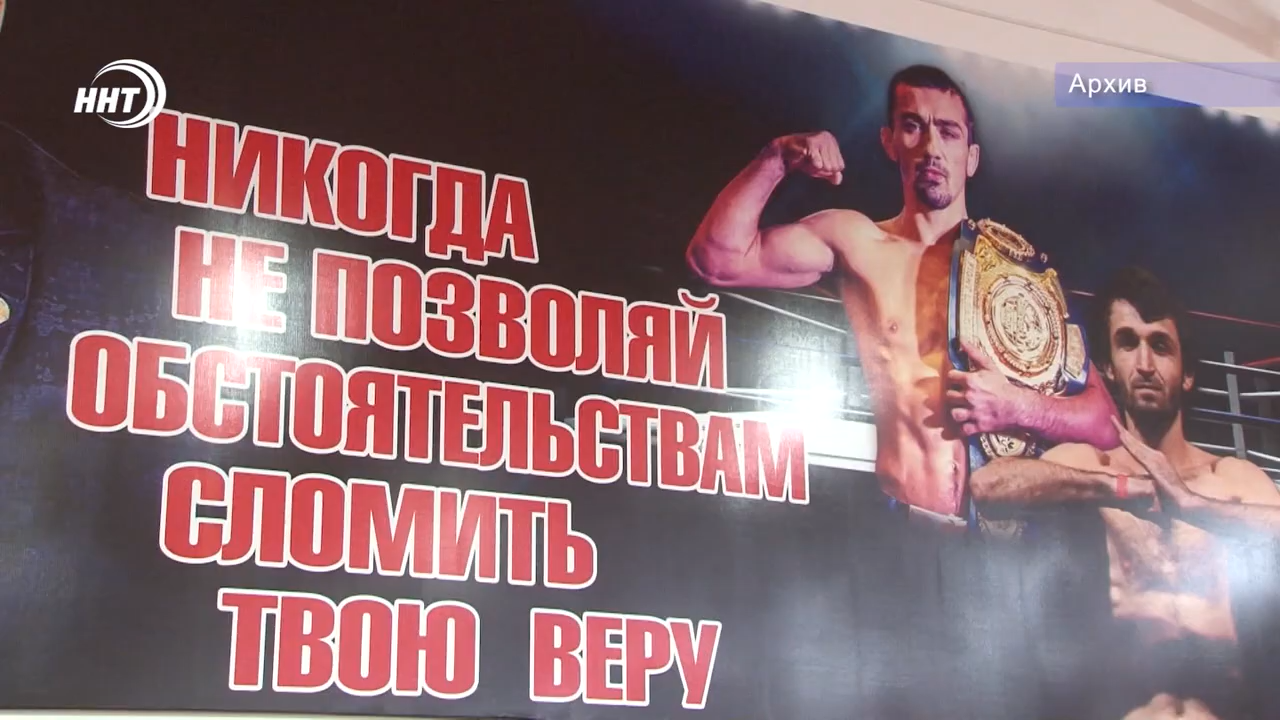 ННТ
Архив
НИКОГДА
НЕ ПОЗВОЛЯЙ
ОБСТОЯТЕЛЬСТВАМ
СЛОМИТЬ
ТВОЮ ВЕРУ